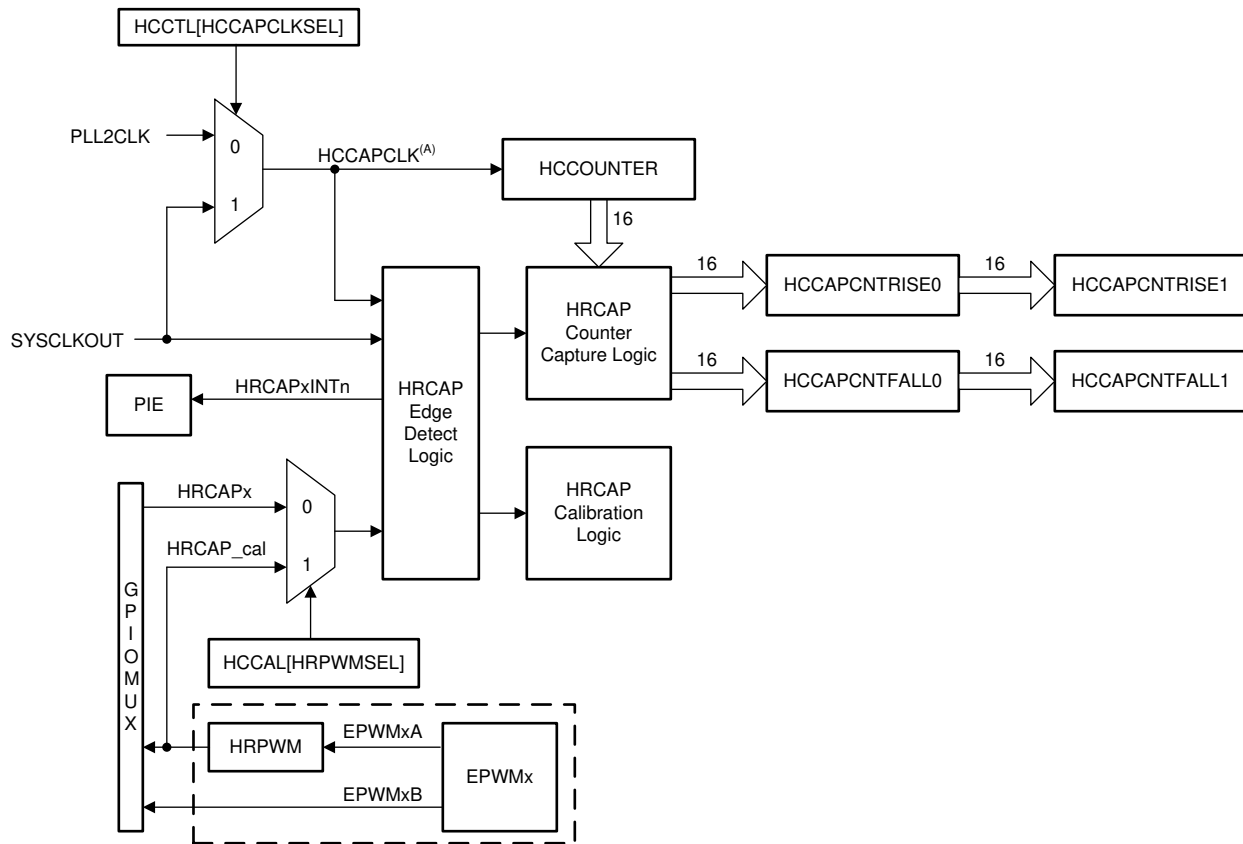 HCCTL[HCCAPCLKSEL]
PLL2CLK
0
HCCAPCLK(A)
HCCOUNTER
1
16
SYSCLKOUT
HRCAP
Counter
Capture Logic
16
HCCAPCNTRISE0
16
HCCAPCNTRISE1
16
HCCAPCNTFALL0
16
HCCAPCNTFALL1
HRCAPxINTn
PIE
HRCAP
Edge
Detect
Logic
HRCAP
Calibration
Logic
HRCAPx
0
HRCAP_cal
1
GPIOMUX
HCCAL[HRPWMSEL]
HRPWM
EPWMxA
EPWMx
EPWMxB